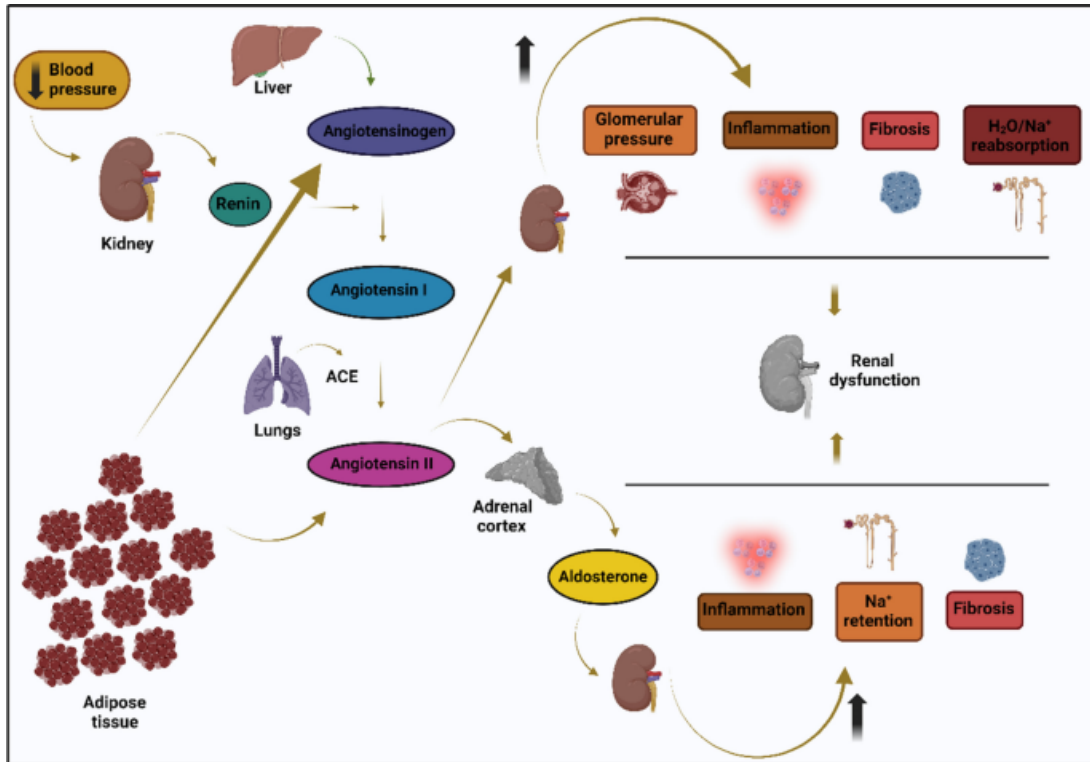 Blood
pressure
Liver
Angiotensinogen
Kidney
Renin
Angiotensin I
ACE
Lungs
Angiotensin II
Adipose
tissue
Adrenal
cortex
Aldosterone
Glomerular
pressure
Inflammation
Fibrosis
H₂O/Na⁺
reabsorption
Renal
dysfunction
Inflammation
Na⁺
retention
Fibrosis